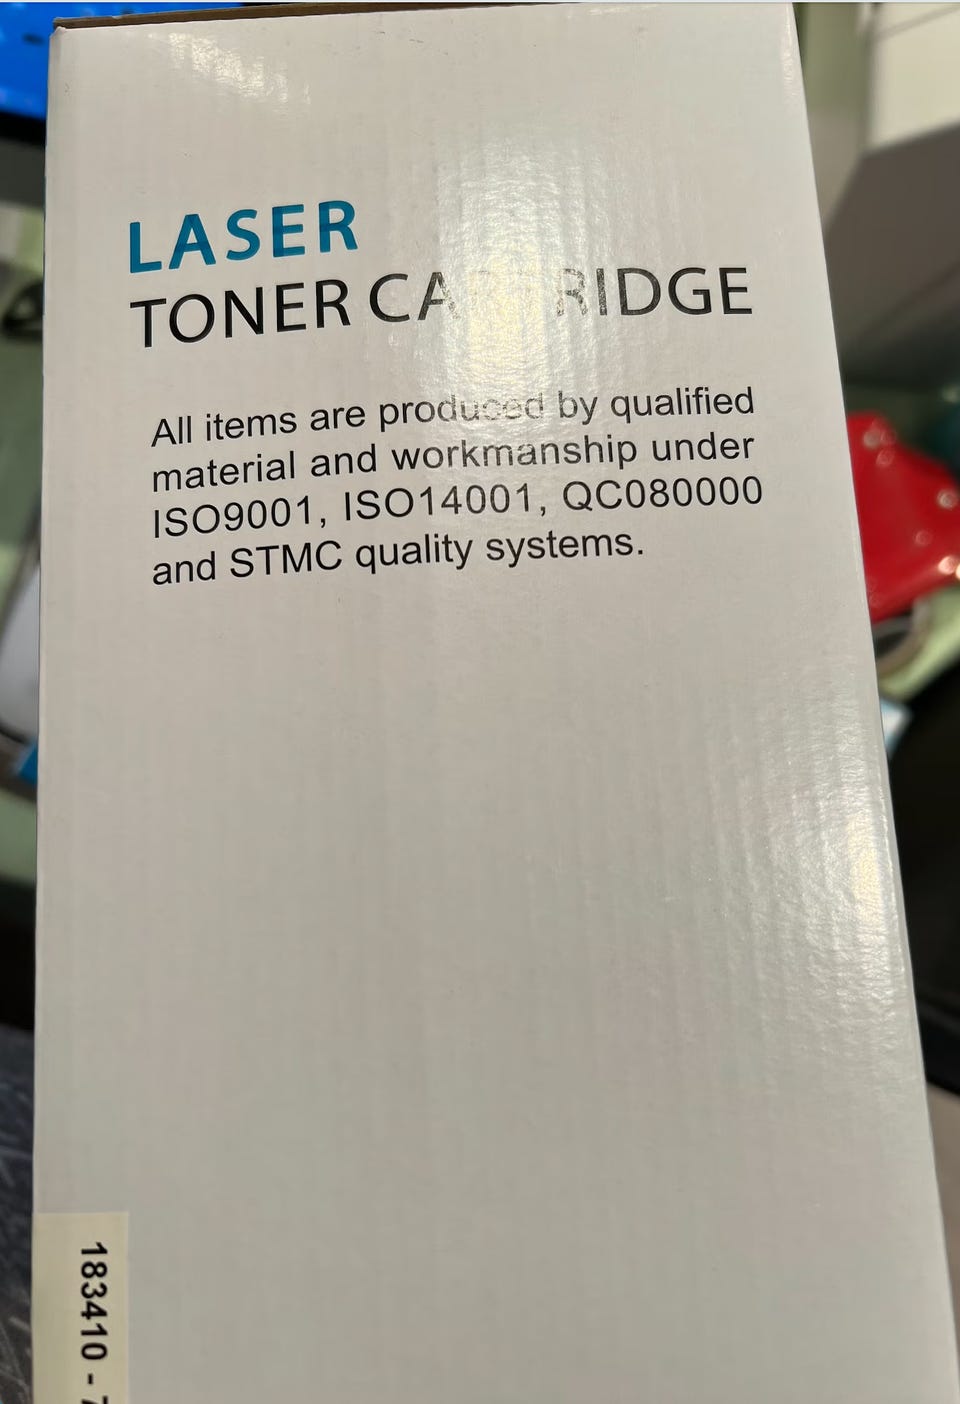 LASER
TONER CARTRIDGE
All items are produced by qualified
material and workmanship under
ISO9001, ISO14001, QC080000
and STMC quality systems.
183410 -